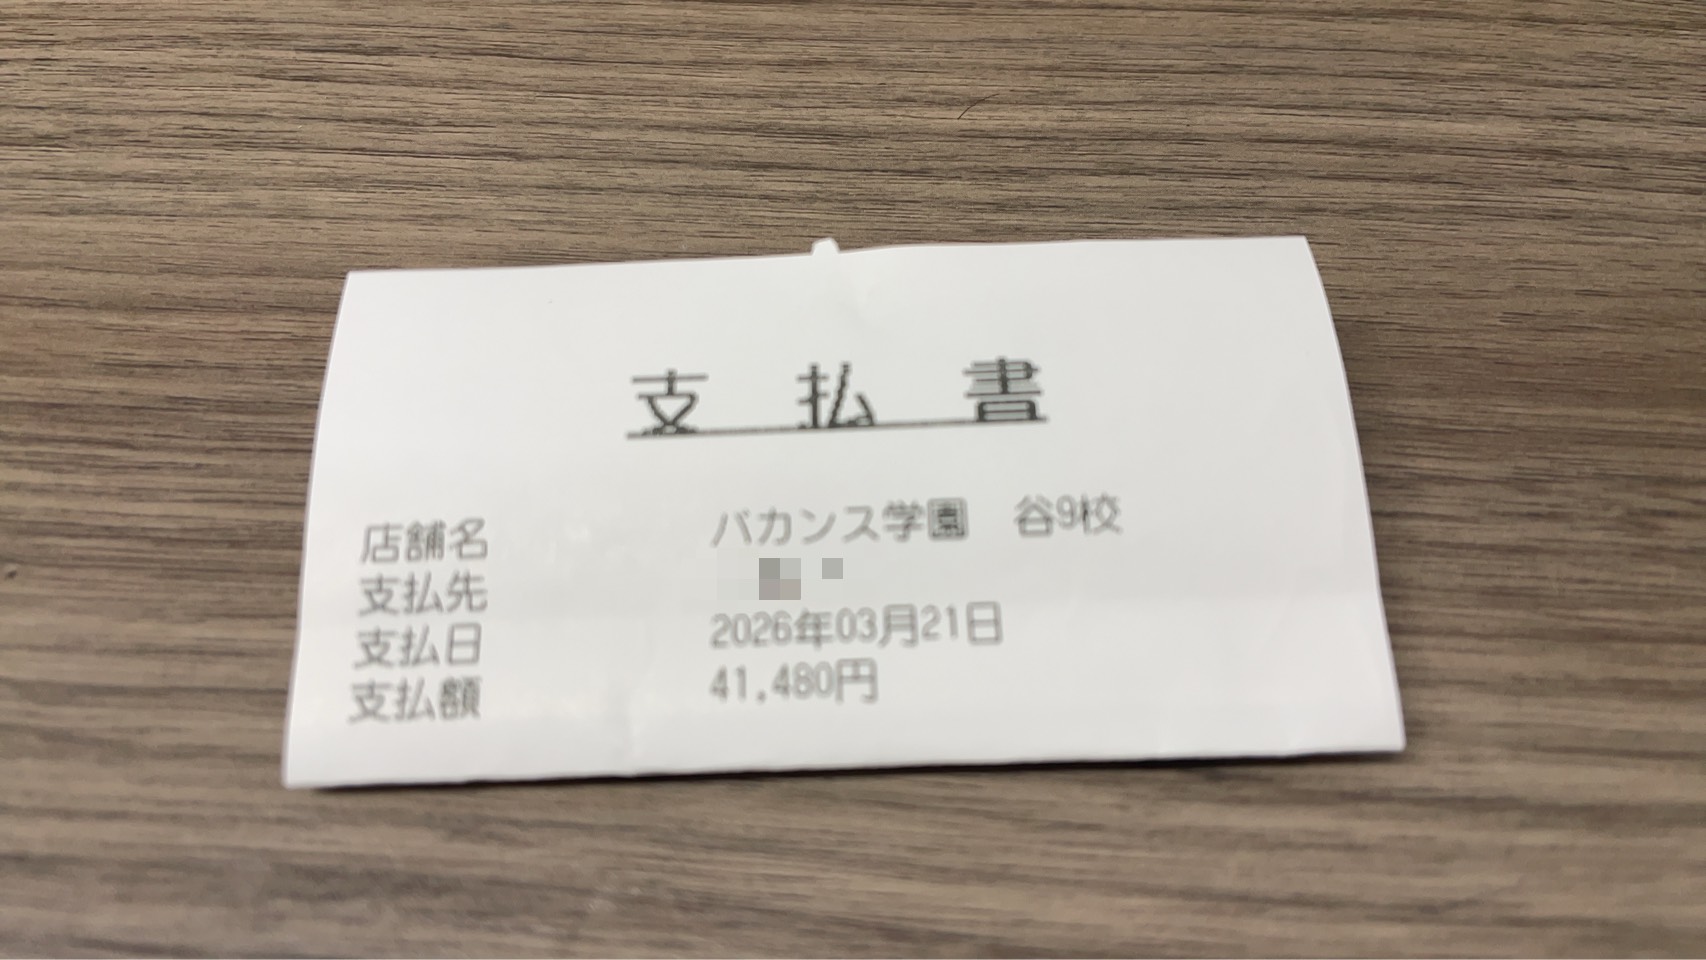 支払書
店舗名 バカンス学園 谷9校
支払先
支払日 2026年03月21日
支払額 41,480円